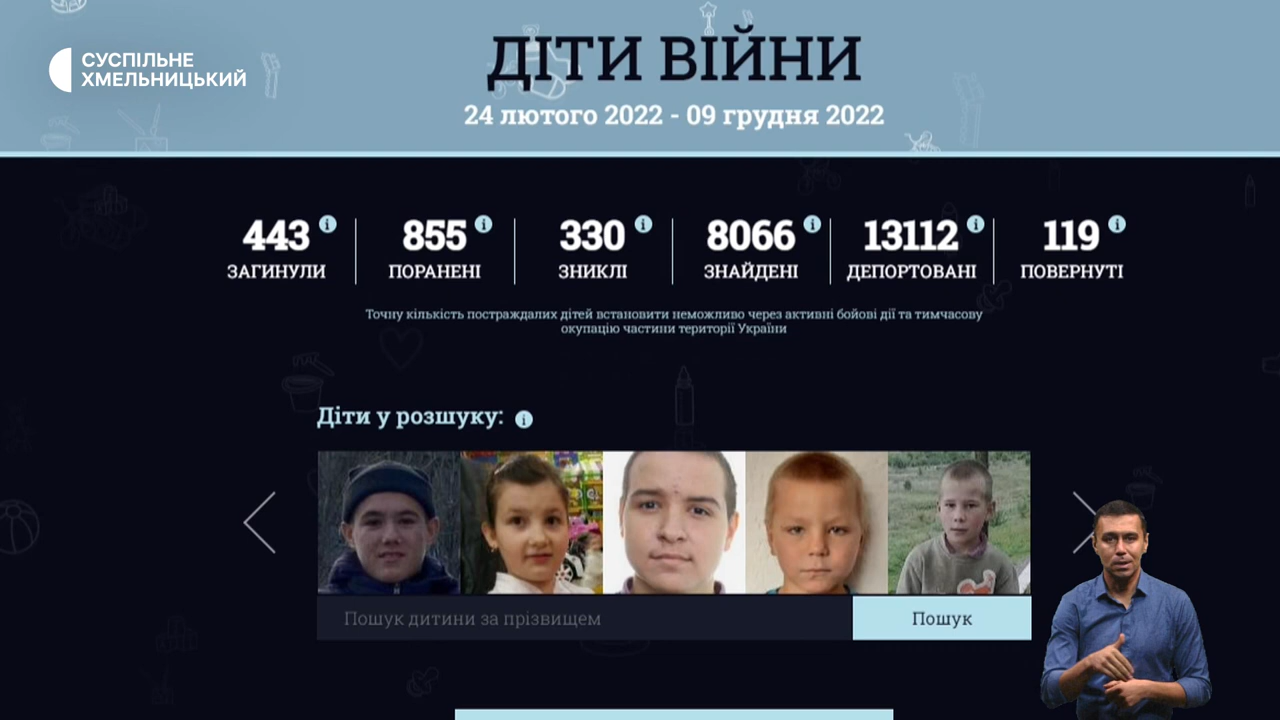 СУСПІЛЬНЕ
ХМЕЛЬНИЦЬКИЙ
ДІТИ ВІЙНИ
24 лютого 2022 - 09 грудня 2022
443 855 330 8066 13112 119
ЗАГИНУЛИ ПОРАНЕНІ ЗНИКЛІ ЗНАЙДЕНІ ДЕПОРТОВАНІ ПОВЕРНУТІ
Точну кількість постраждалих дітей встановити неможливо через активні бойові дії та тимчасову
окупацію частини території України
Діти у розшуку:
Пошук дитини за прізвищем
Пошук